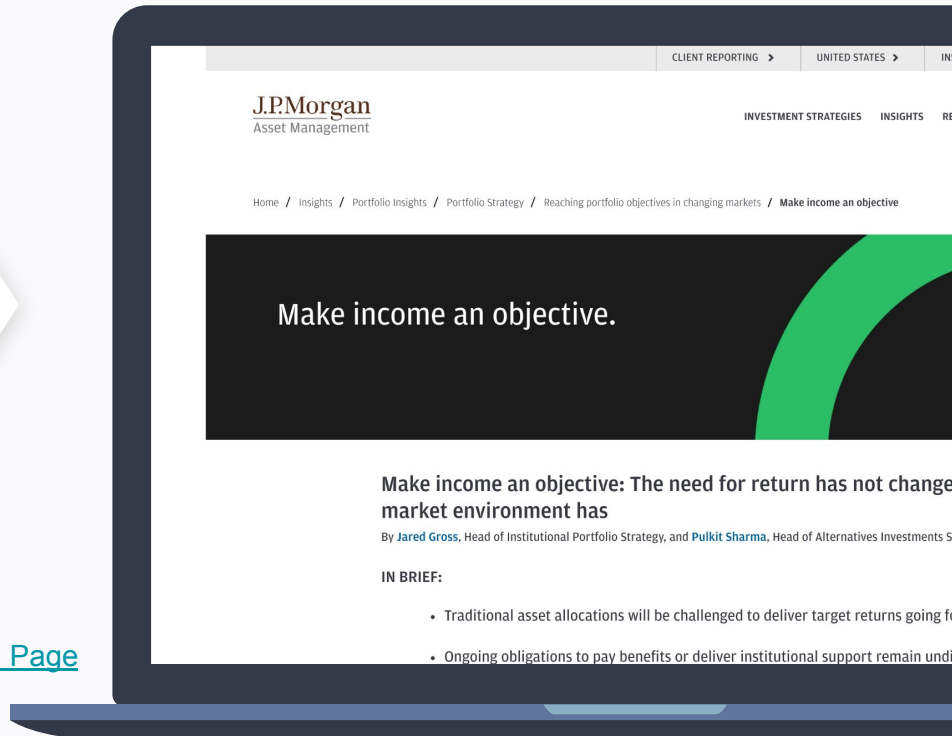 CLIENT REPORTING >
UNITED STATES >
J.P.Morgan
Asset Management
INVESTMENT STRATEGIES INSIGHTS
Home / Insights / Portfolio Insights / Portfolio Strategy / Reaching portfolio objectives in changing markets / Make income an objective
Make income an objective.
Make income an objective: The need for return has not
market environment has
By Jared Gross, Head of Institutional Portfolio Strategy, and Pulkit Sharma, Head of Alternatives Investments
IN BRIEF:
• Traditional asset allocations will be challenged to deliver target returns going
• Ongoing obligations to pay benefits or deliver institutional support remain
Page